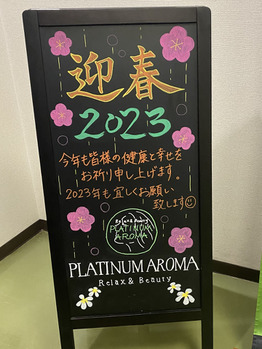 迎春
2023
今年も皆様の健康と幸せを
お祈り申し上げます。
2023年も宜しくお願い
致します
Relax & Beauty
PLATINUM
AROMA
PLATINUM AROMA
Relax & Beauty